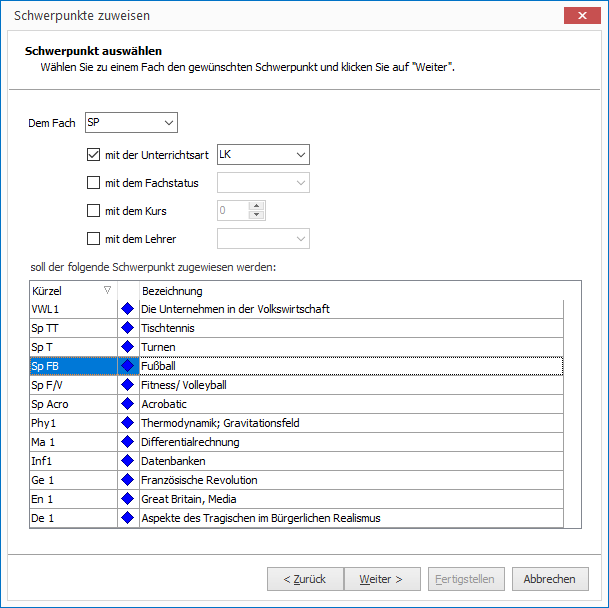 Schwerpunkte zuweisen
Schwerpunkt auswählen
Wählen Sie zu einem Fach den gewünschten Schwerpunkt und klicken Sie auf "Weiter".
Dem Fach SP
mit der Unterrichtsart LK
mit dem Fachstatus
mit dem Kurs 0
mit dem Lehrer
soll der folgende Schwerpunkt zugewiesen werden:
Kürzel Bezeichnung
VWL1 Die Unternehmen in der Volkswirtschaft
Sp TT Tischtennis
Sp T Turnen
Sp FB Fußball
Sp F/V Fitness/ Volleyball
Sp Acro Acrobatic
Phy1 Thermodynamik; Gravitationsfeld
Ma 1 Differentialrechnung
Inf1 Datenbanken
Ge 1 Französische Revolution
En 1 Great Britain, Media
De 1 Aspekte des Tragischen im Bürgerlichen Realismus
< Zurück Weiter > Fertigstellen Abbrechen